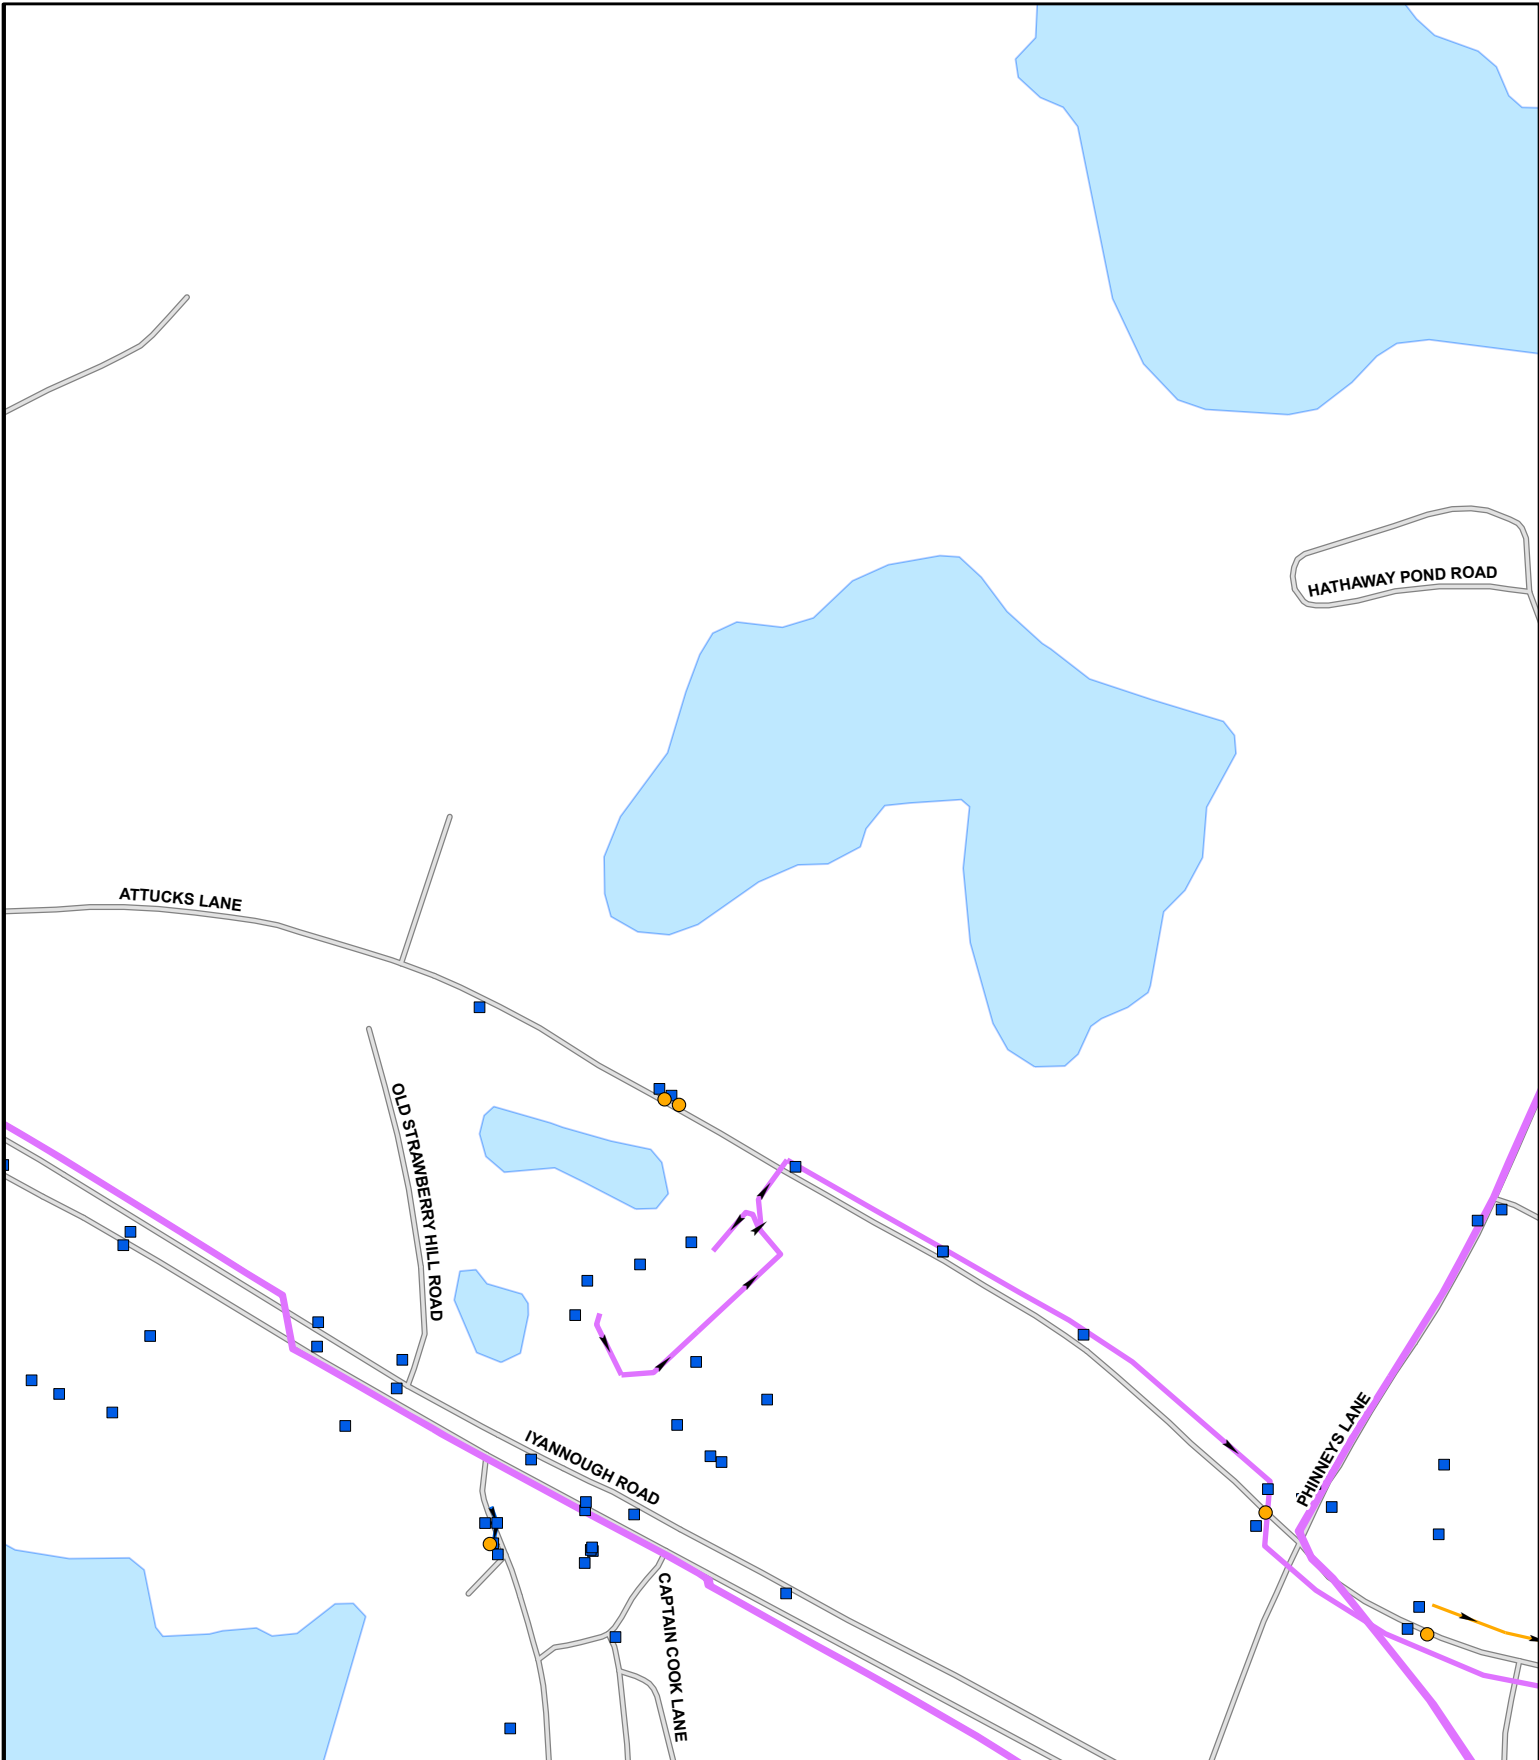 HATHAWAY POND ROAD
ATTUCKS LANE
OLD STRAWBERRY HILL ROAD
PHINNEYS LANE
IYANNOUGH ROAD
CAPTAIN COOK LANE